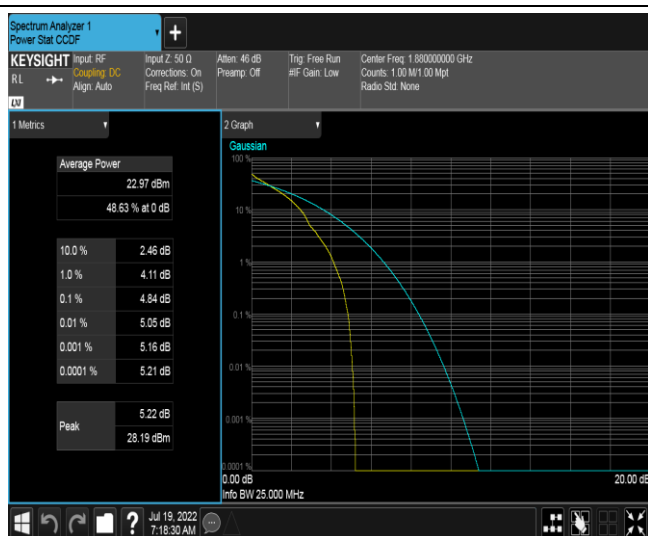 Spectrum Analyzer 1
Power Stat CCDF
+
KEYSIGHT
RL
LXI
Input: RF
Coupling: DC
Align: Auto
Input Z: 50 Ω
Corrections: On
Freq Ref: Int (S)
Atten: 46 dB
Preamp: Off
Trig: Free Run
#IF Gain: Low
Center Freq: 1.880000000 GHz
Counts: 1.00 M/1.00 Mpt
Radio Std: None
1 Metrics
Average Power
22.97 dBm
48.63 % at 0 dB
10.0 % 2.46 dB
1.0 % 4.11 dB
0.1 % 4.84 dB
0.01 % 5.05 dB
0.001 % 5.16 dB
0.0001 % 5.21 dB
Peak
5.22 dB
28.19 dBm
2 Graph
Gaussian
100 %
10 %
1 %
0.1 %
0.01 %
0.001 %
0.0001 %
0.00 dB 20.00 dB
Info BW 25.000 MHz
?
Jul 19, 2022
7:18:30 AM